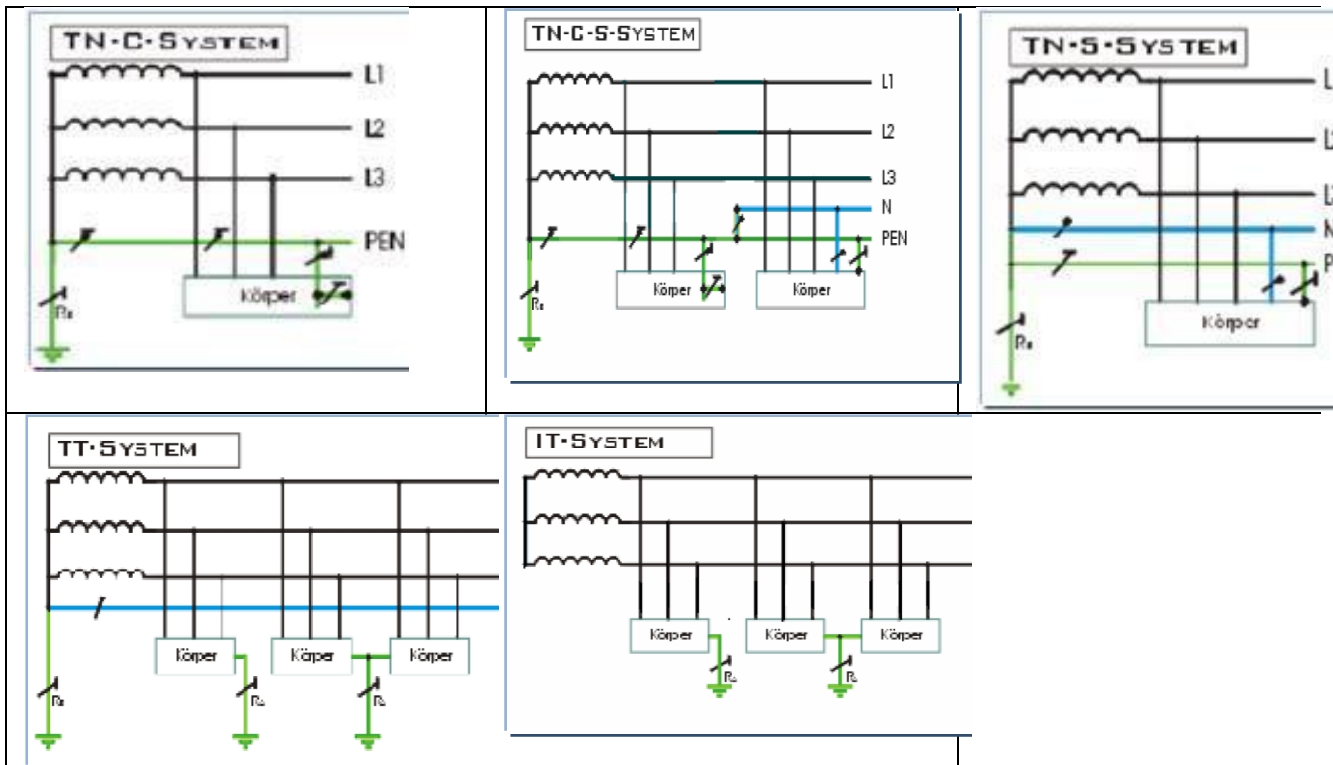 TN-C-SYSTEM
L1
L2
L3
PEN
Körper
TN-C-S-SYSTEM
L1
L2
L3
N
PEN
Körper
Körper
TN-S-SYSTEM
L
L
L
N
P
Körper
TT-SYSTEM
Körper
Körper
Körper
IT-SYSTEM
Körper
Körper
Körper